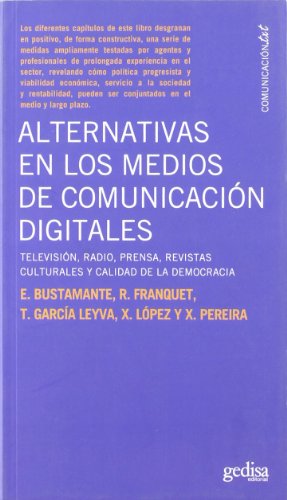 Los diferentes capítulos de este libro desgranan
en positivo, de forma constructiva, una serie de
medidas ampliamente testadas por agentes y
profesionales de prolongada experiencia en el
sector, revelando cómo política progresista y
viabilidad económica, servicio a la sociedad
y rentabilidad, pueden ser conjuntados en el
medio y largo plazo.
COMUNICACIÓNtxt
ALTERNATIVAS
EN LOS MEDIOS
DE COMUNICACIÓN
DIGITALES
TELEVISIÓN, RADIO, PRENSA, REVISTAS
CULTURALES Y CALIDAD DE LA DEMOCRACIA
E. BUSTAMANTE, R. FRANQUET,
T. GARCÍA LEYVA, X. LÓPEZ Y X. PEREIRA
gedisa
editorial